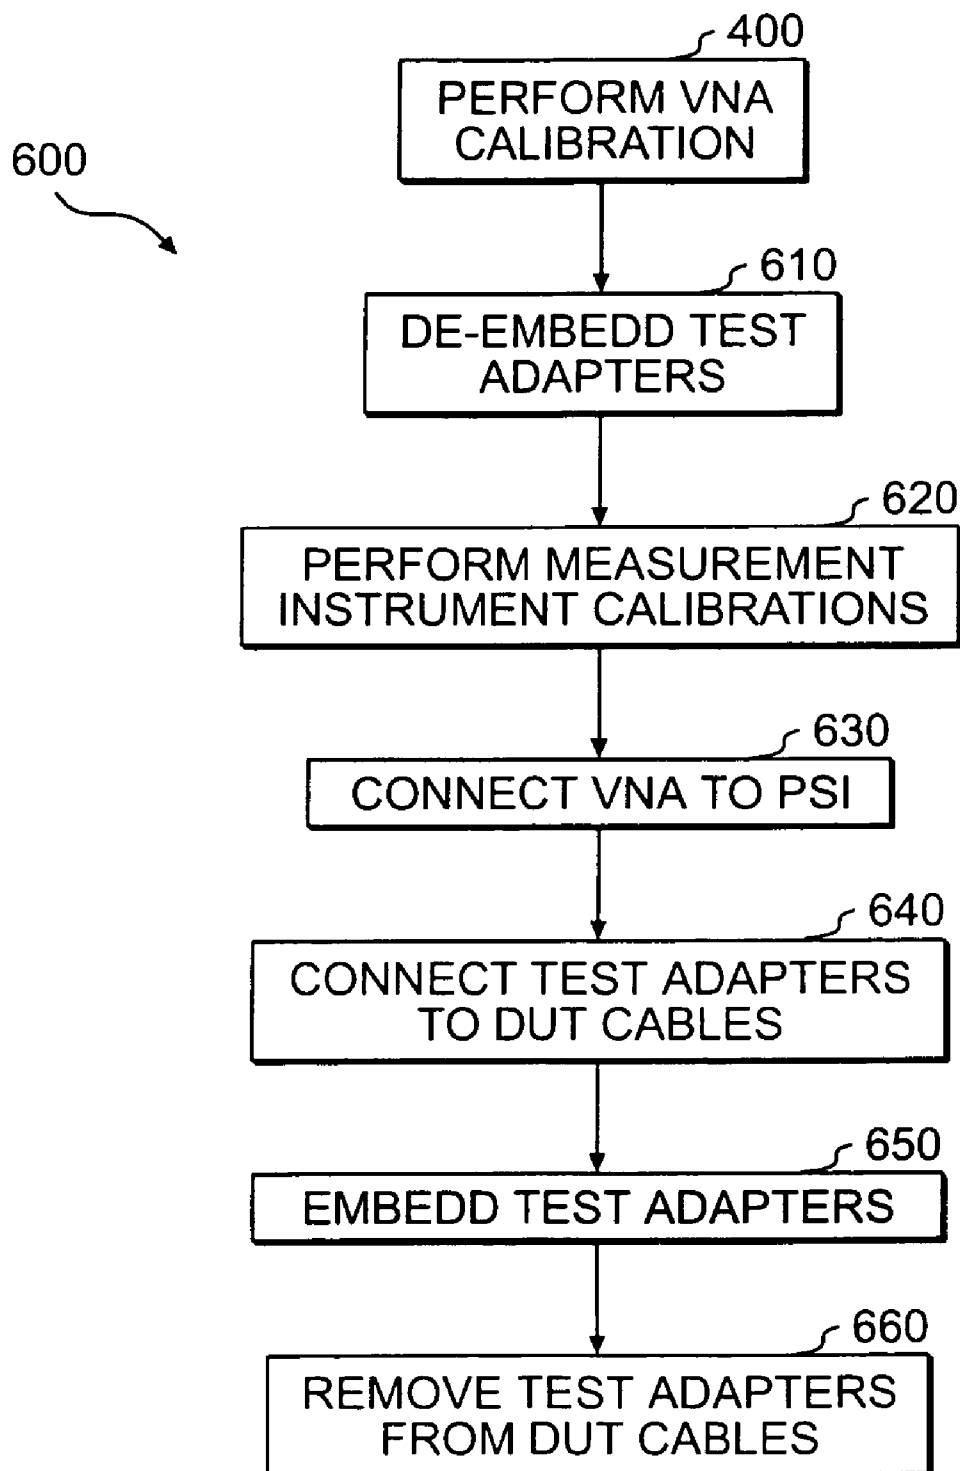 400
PERFORM VNA
CALIBRATION
600
610
DE-EMBEDD TEST
ADAPTERS
620
PERFORM MEASUREMENT
INSTRUMENT CALIBRATIONS
630
CONNECT VNA TO PSI
640
CONNECT TEST ADAPTERS
TO DUT CABLES
650
EMBEDD TEST ADAPTERS
660
REMOVE TEST ADAPTERS
FROM DUT CABLES